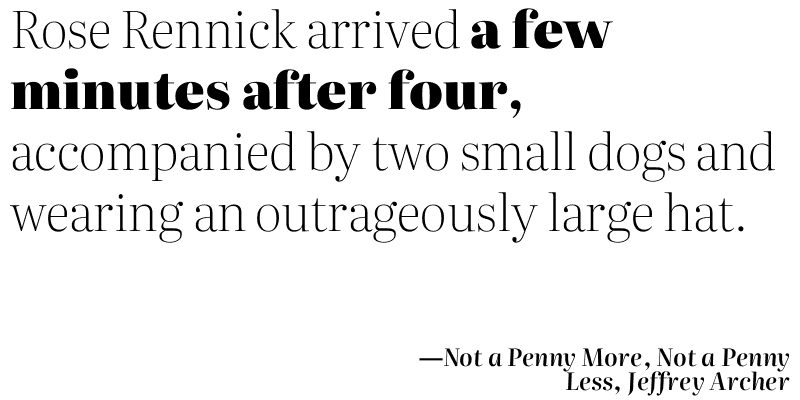 Rose Rennick arrived a few
minutes after four,
accompanied by two small dogs and
wearing an outrageously large hat.
—Not a Penny More, Not a Penny
Less, Jeffrey Archer